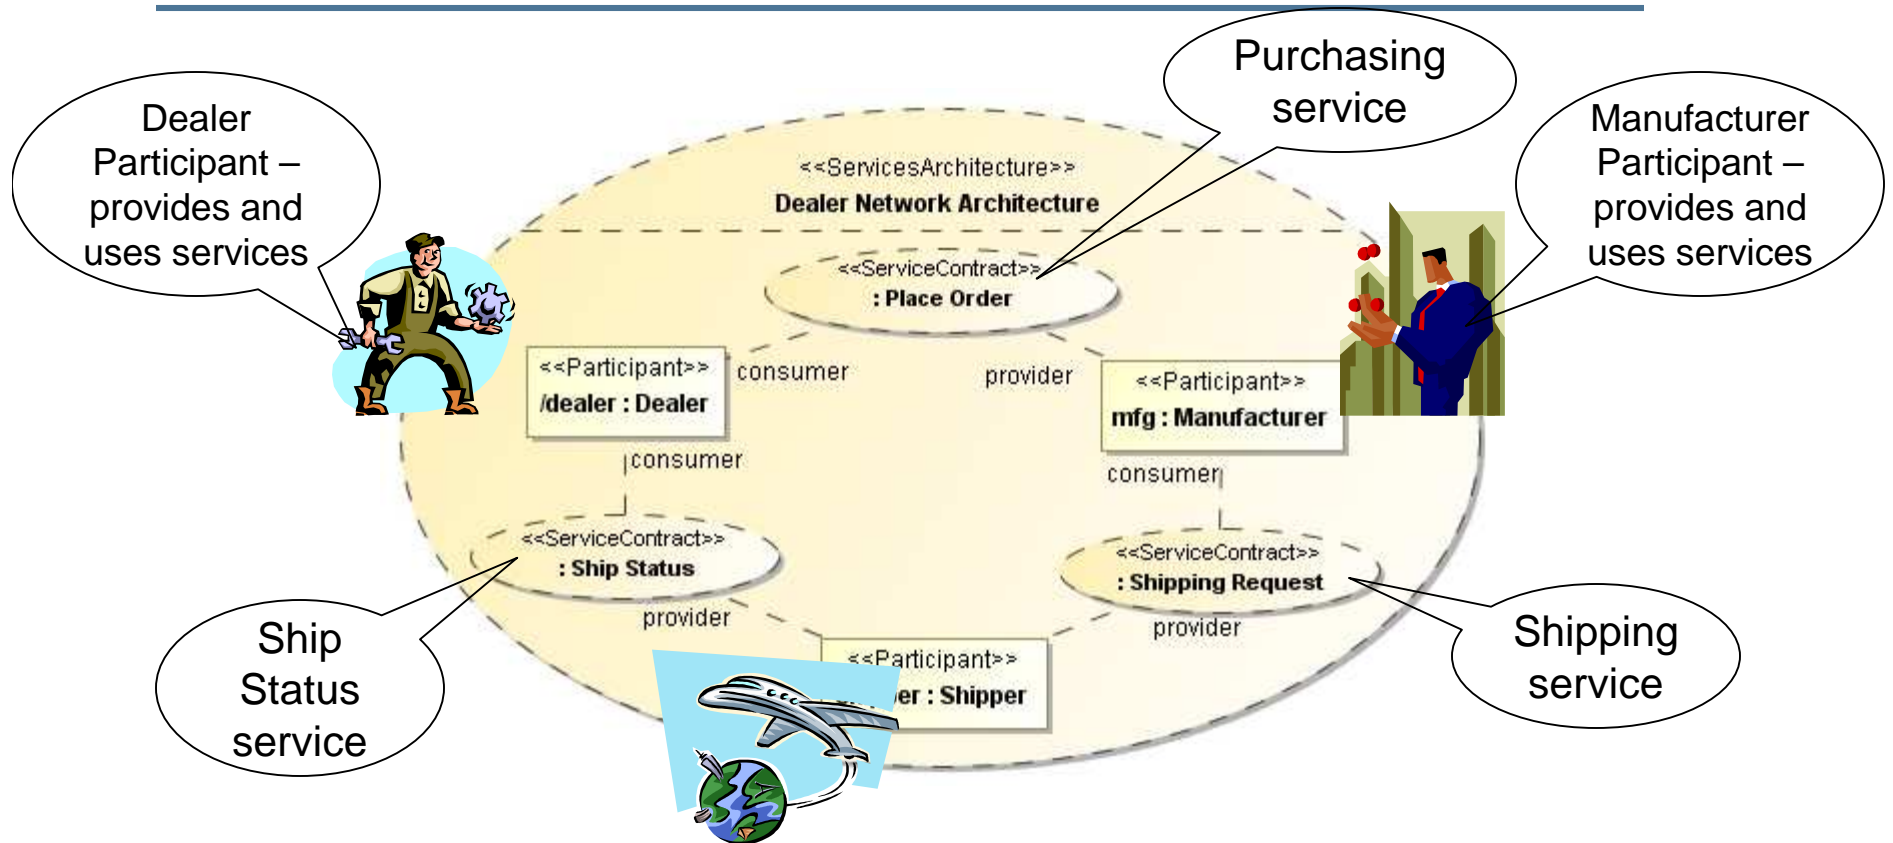 Purchasing
service
Dealer
Participant –
provides and
uses services
Manufacturer
Participant –
provides and
uses services
<<ServicesArchitecture>>
Dealer Network Architecture
<<ServiceContract>>
: Place Order
consumer
provider
<<Participant>>
/dealer : Dealer
<<Participant>>
mfg : Manufacturer
consumer
consumer
<<ServiceContract>>
: Ship Status
<<ServiceContract>>
: Shipping Request
provider
provider
<<Participant>>
: Shipper
Ship
Status
service
Shipping
service